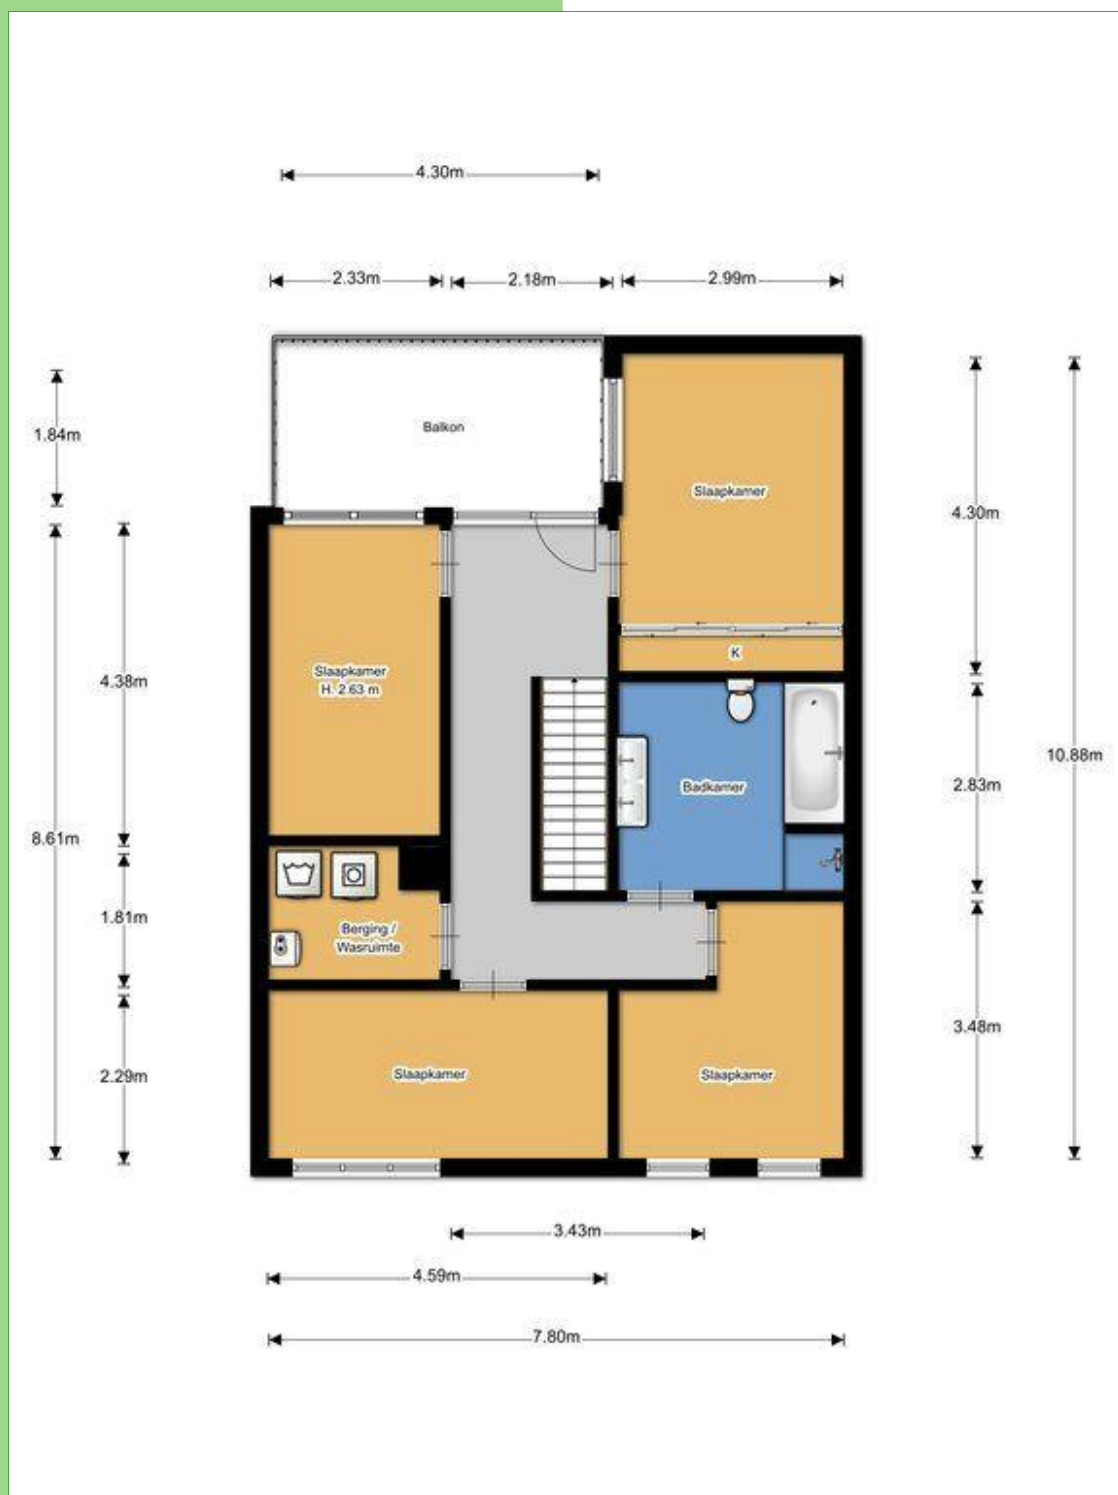 4.30m
2.33m
2.18m
2.99m
1.84m
Balkon
Slaapkamer
4.30m
K
Slaapkamer
H. 2.63 m
4.38m
10.88m
Badkamer
2.83m
8.61m
1.81m
Berging /
Wasruimte
3.48m
Slaapkamer
Slaapkamer
2.29m
3.43m
4.59m
7.80m